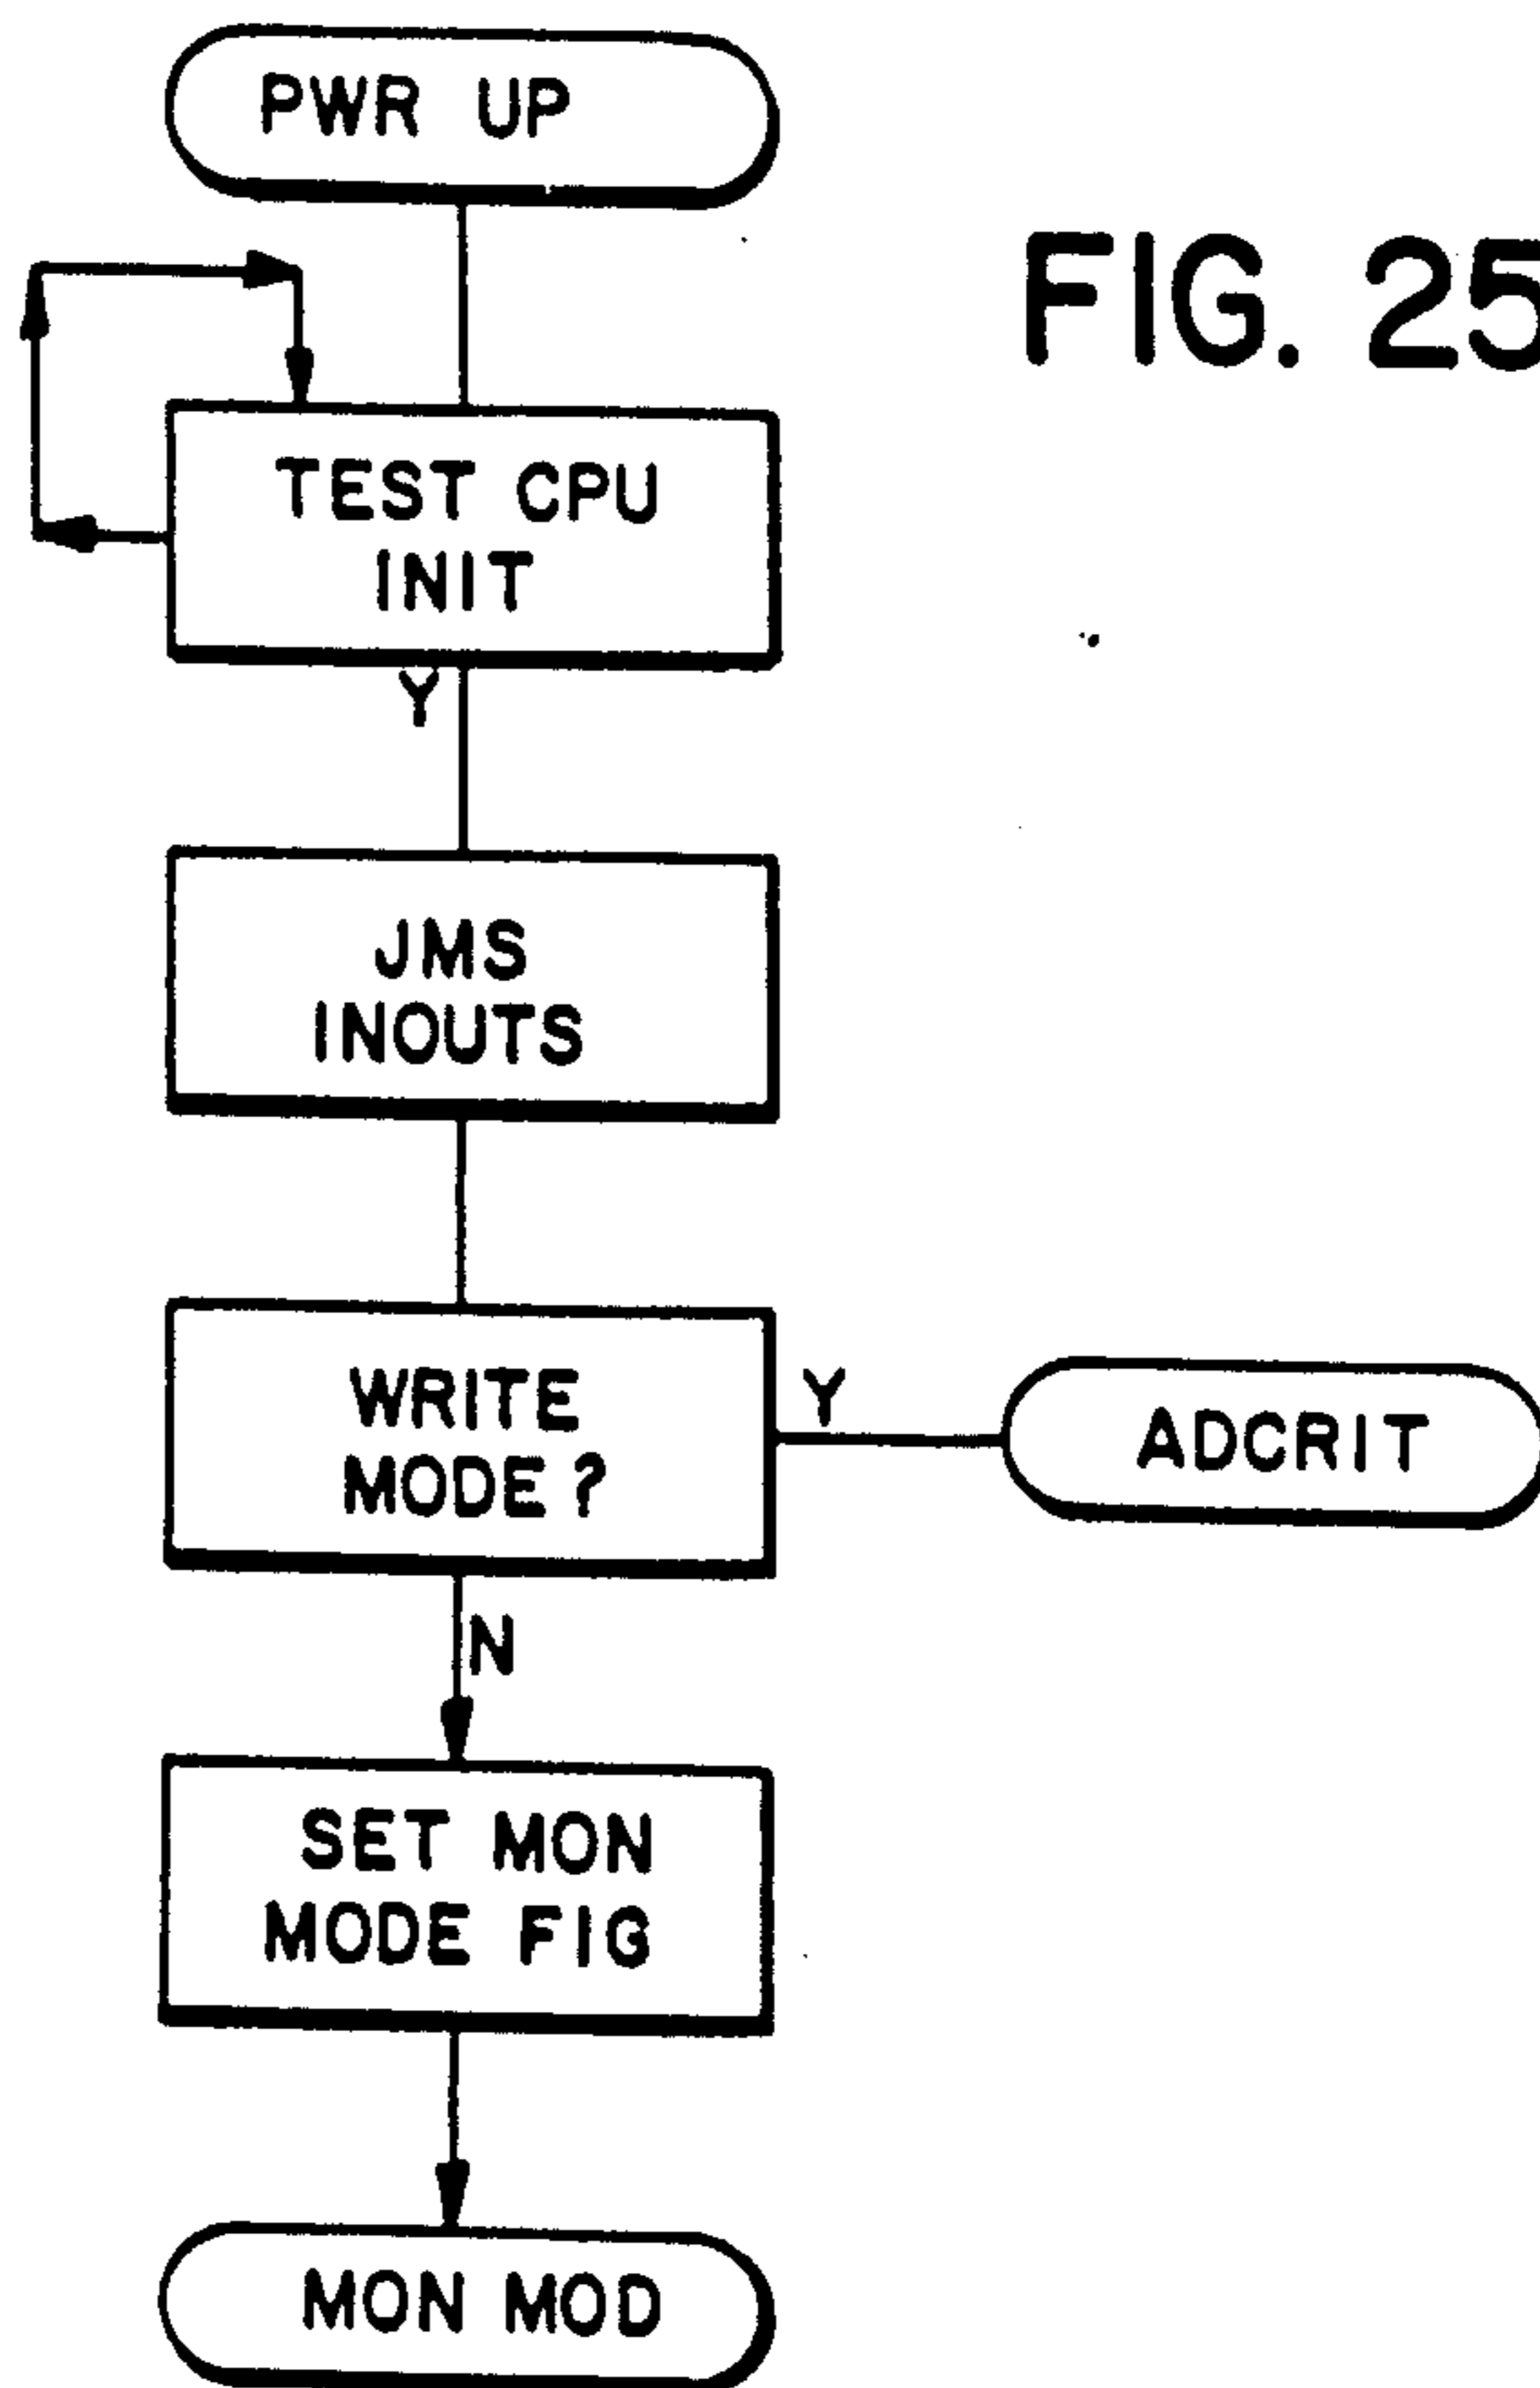 PWR UP
FIG. 25
TEST CPU
INIT
Y
JMS
INOUTS
WRITE
MODE?
Y
ADCRIT
N
SET MON
MODE FIG
MON MOD